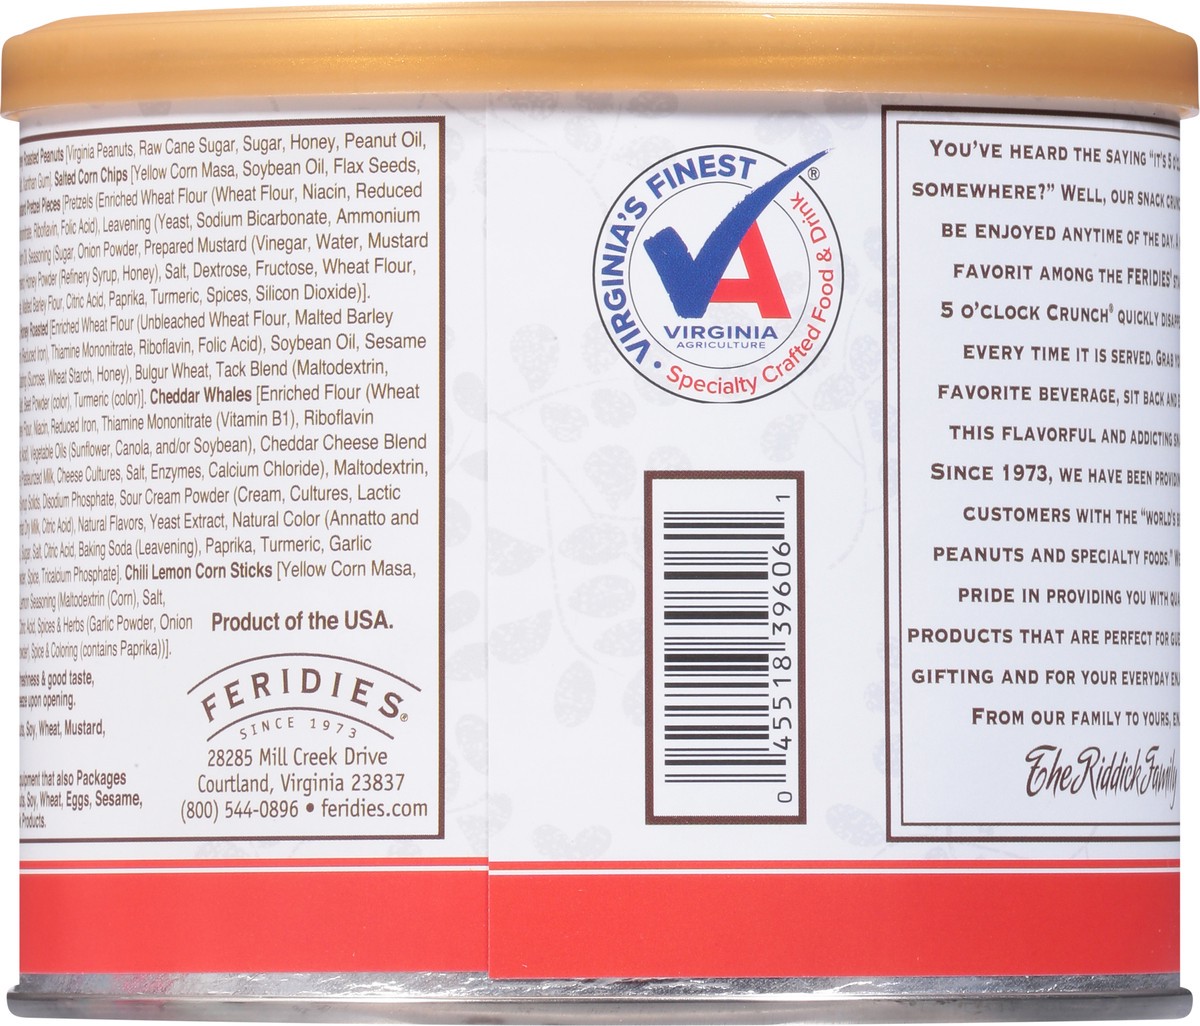 Roasted Peanuts [Virginia Peanuts, Raw Cane Sugar, Sugar, Honey, Peanut Oil,
Xanthan Gum]. Salted Corn Chips [Yellow Corn Masa, Soybean Oil, Flax Seeds,
Pretzel Pieces [Pretzels (Enriched Wheat Flour (Wheat Flour, Niacin, Reduced
Riboflavin, Folic Acid), Leavening (Yeast, Sodium Bicarbonate, Ammonium
Seasoning (Sugar, Onion Powder, Prepared Mustard (Vinegar, Water, Mustard
Honey Powder (Refinery Syrup, Honey), Salt, Dextrose, Fructose, Wheat Flour,
Malted Barley Flour, Citric Acid, Paprika, Turmeric, Spices, Silicon Dioxide)].
Roasted [Enriched Wheat Flour (Unbleached Wheat Flour, Malted Barley
Reduced Iron), Thiamine Mononitrate, Riboflavin, Folic Acid), Soybean Oil, Sesame
Sucrose, Wheat Starch, Honey), Bulgur Wheat, Tack Blend (Maltodextrin,
Powder (color), Turmeric (color)]. Cheddar Whales [Enriched Flour (Wheat
Flour, Niacin, Reduced Iron, Thiamine Mononitrate (Vitamin B1), Riboflavin
Vegetable Oils (Sunflower, Canola, and/or Soybean), Cheddar Cheese Blend
Milk, Cheese Cultures, Salt, Enzymes, Calcium Chloride), Maltodextrin,
Solids, Disodium Phosphate, Sour Cream Powder (Cream, Cultures, Lactic
Dry Milk, Citric Acid), Natural Flavors, Yeast Extract, Natural Color (Annatto and
Salt, Citric Acid, Baking Soda (Leavening), Paprika, Turmeric, Garlic
Spice, Tricalcium Phosphate]. Chili Lemon Corn Sticks [Yellow Corn Masa,
Seasoning (Maltodextrin (Corn), Salt,
Acid, Spices & Herbs (Garlic Powder, Onion
Spice & Coloring (contains Paprika))].
Product of the USA.
& good taste,
upon opening.
Soy, Wheat, Mustard,
that also Packages
Soy, Wheat, Eggs, Sesame,
Products.
FERIDIES®
SINCE 1973
28285 Mill Creek Drive
Courtland, Virginia 23837
(800) 544-0896 • feridies.com
• VIRGINIA'S FINEST ®
VA
VIRGINIA
AGRICULTURE
• Specialty Crafted Food & Drink
0 45518 39606 1
YOU'VE HEARD THE SAYING "IT'S 5
SOMEWHERE?" WELL, OUR SNACK
BE ENJOYED ANYTIME OF THE DAY.
FAVORIT AMONG THE FERIDIES'
5 O'CLOCK CRUNCH® QUICKLY
EVERY TIME IT IS SERVED. GRAB
FAVORITE BEVERAGE, SIT BACK AND
THIS FLAVORFUL AND ADDICTING
SINCE 1973, WE HAVE BEEN
CUSTOMERS WITH THE "WORLD'S
PEANUTS AND SPECIALTY FOODS."
PRIDE IN PROVIDING YOU WITH
PRODUCTS THAT ARE PERFECT FOR
GIFTING AND FOR YOUR EVERYDAY
FROM OUR FAMILY TO YOURS,
The Riddick Family